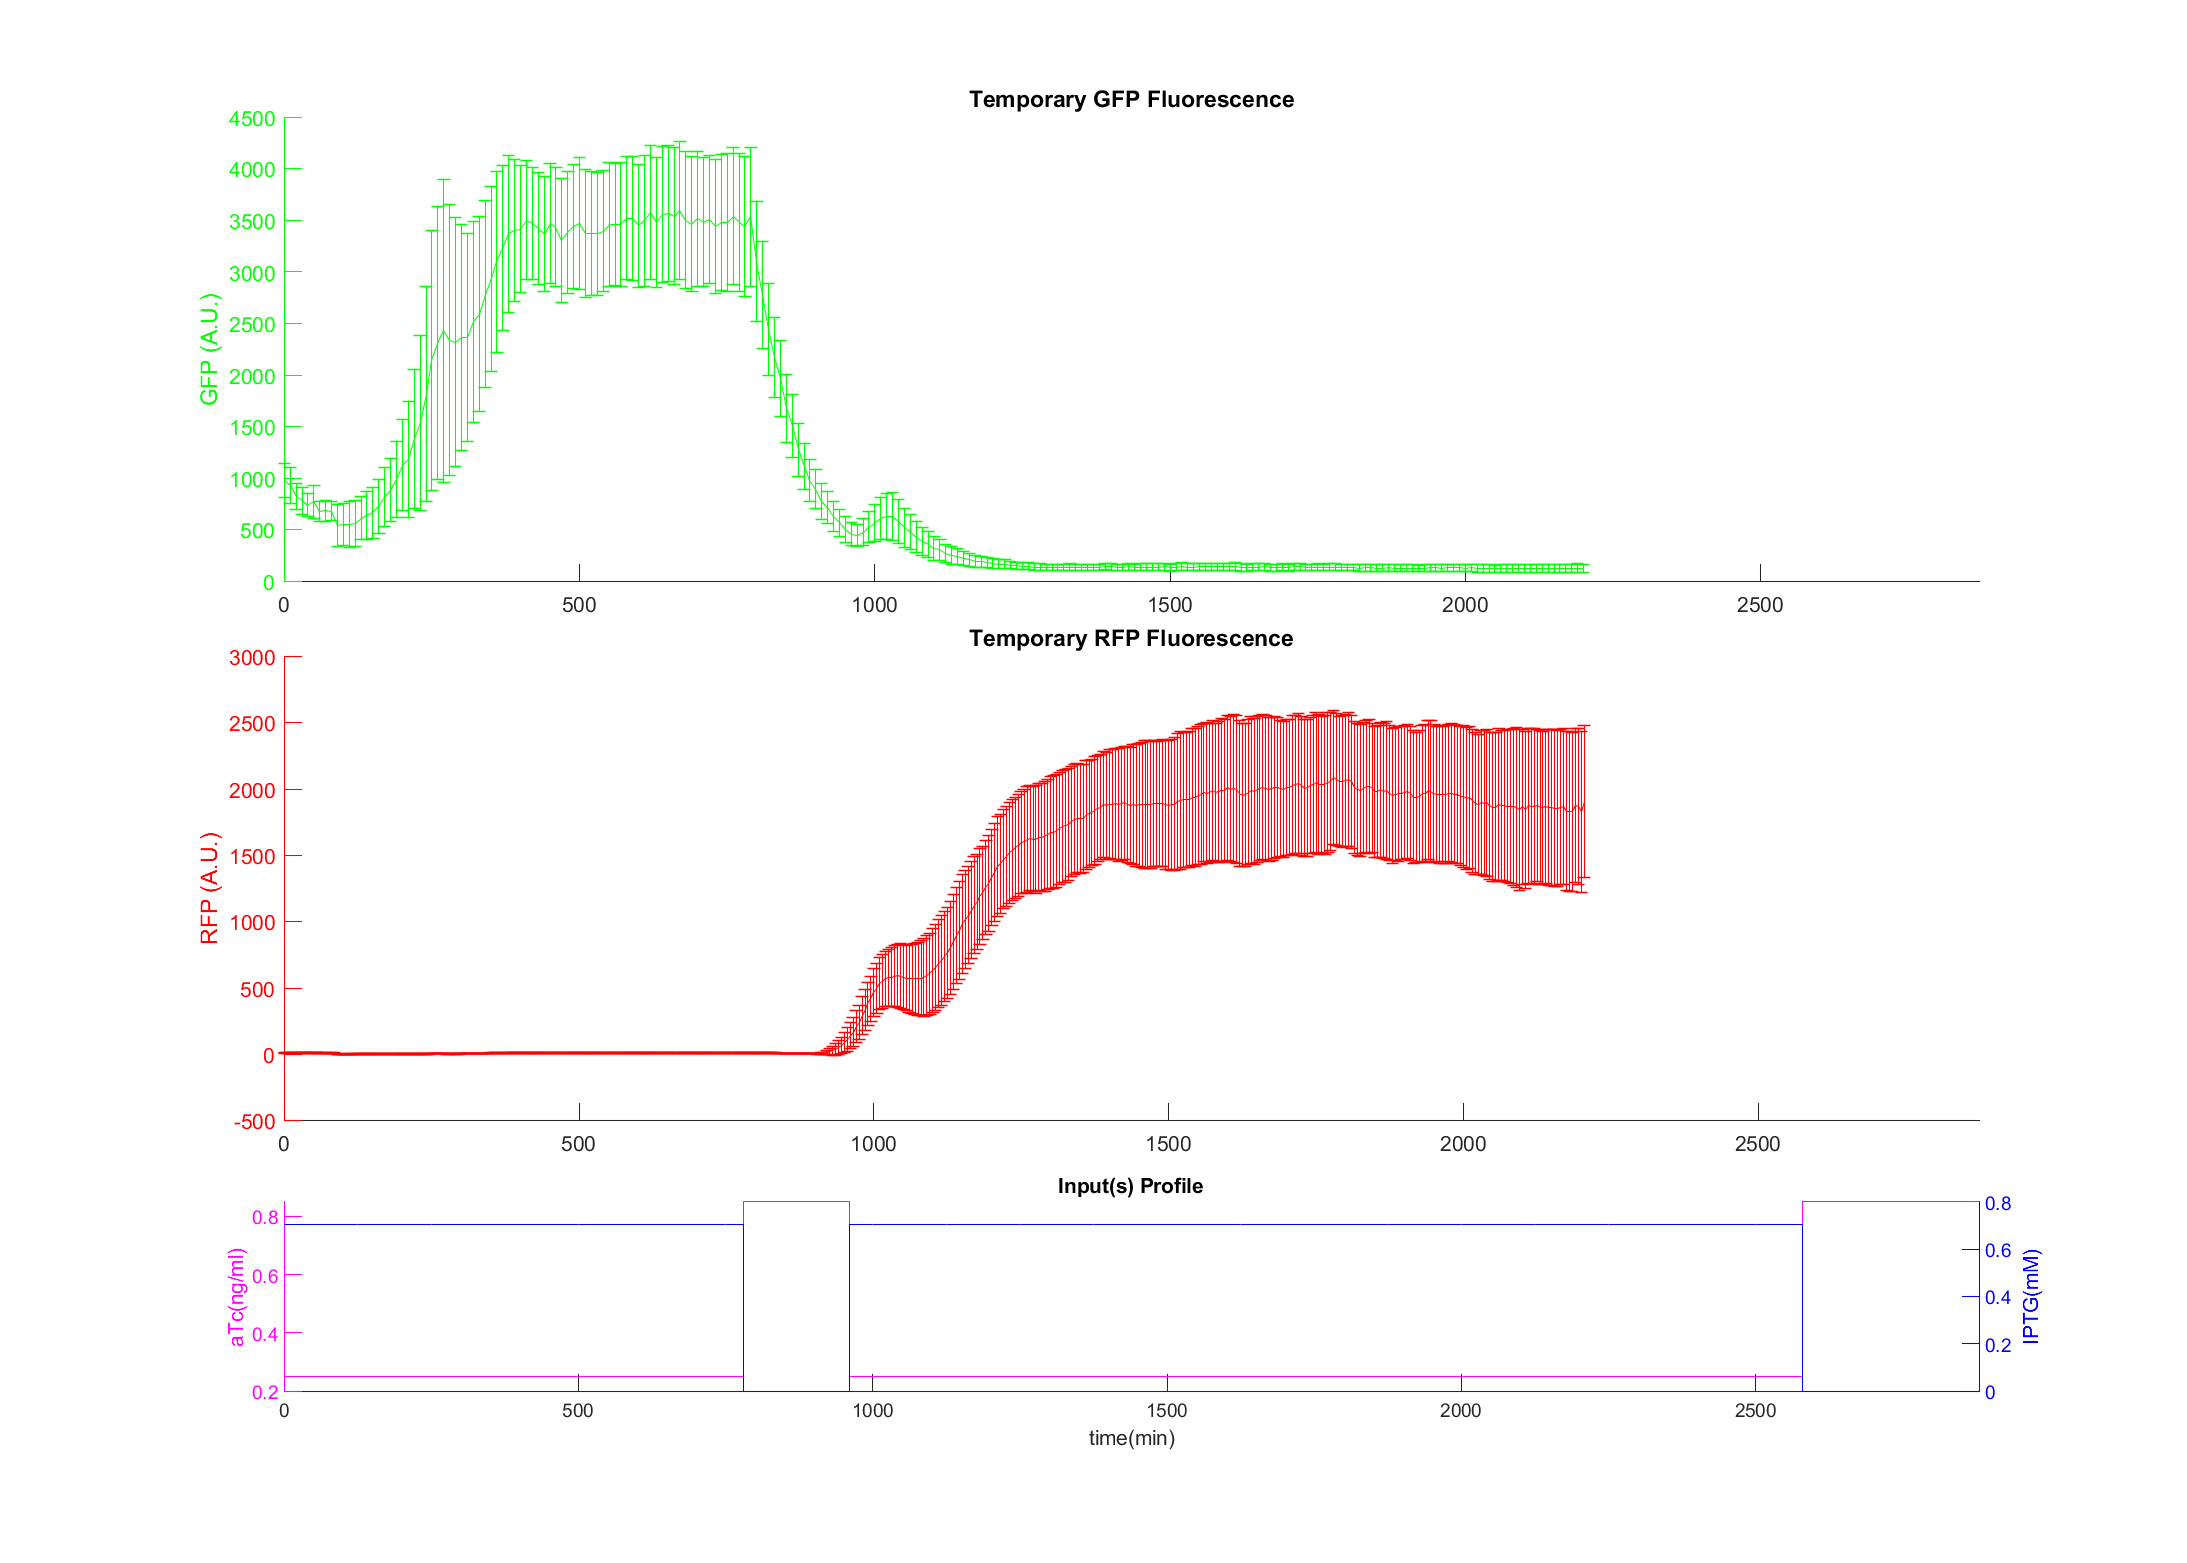 Temporary GFP Fluorescence
4500
4000
3500
3000
2500
2000
1500
1000
500
0
GFP (A.U.)
0 500 1000 1500 2000 2500
Temporary RFP Fluorescence
3000
2500
2000
1500
1000
500
0
-500
RFP (A.U.)
0 500 1000 1500 2000 2500
Input(s) Profile
0.8
0.6
0.4
0.2
aTc(ng/ml)
0.8
0.6
0.4
0.2
0
IPTG(mM)
0 500 1000 1500 2000 2500
time(min)